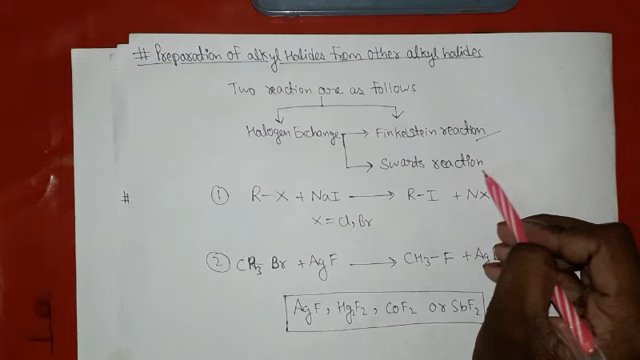 # Preparation of alkyl Halides from other alkyl halides
Two reaction are as follows
Halogen Exchange → Finkelstein reaction
→ Swarts reaction
#
① R-X + NaI → R-I + NX
X = Cl, Br
② CH3 Br + AgF → CH3-F + Ag
AgF, Hg2F2, CoF2 or SbF2